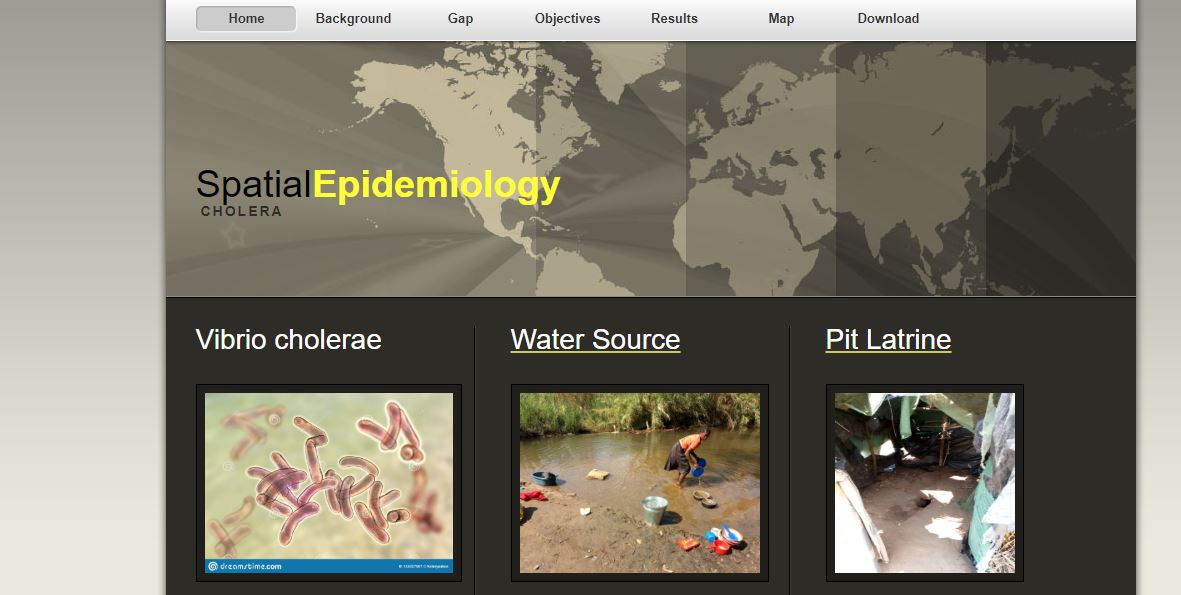 Home Background Gap Objectives Results Map Download
SpatialEpidemiology
CHOLERA
Vibrio cholerae Water Source Pit Latrine
dreamstime.com